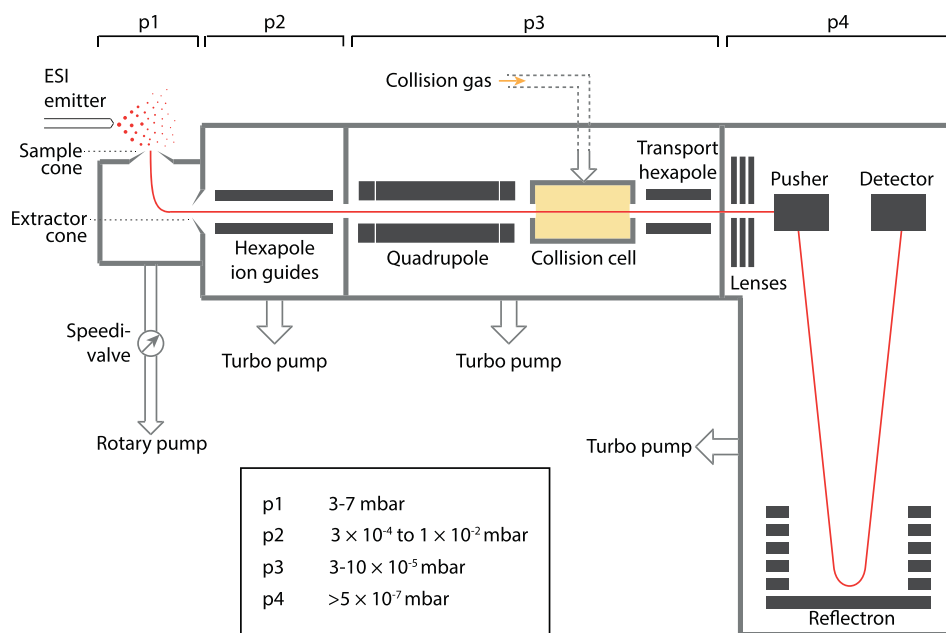 p1
p2
p3
p4
ESI
emitter
Collision gas
Sample
cone
Transport
hexapole
Pusher
Detector
Extractor
cone
Hexapole
ion guides
Quadrupole
Collision cell
Lenses
Speedi-
valve
Turbo pump
Turbo pump
Rotary pump
Turbo pump
p1 3-7 mbar
p2 3 × 10⁻⁴ to 1 × 10⁻² mbar
p3 3-10 × 10⁻⁵ mbar
p4 >5 × 10⁻⁷ mbar
Reflectron